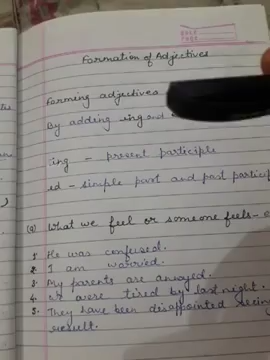 DATE
Formation of Adjectives
Forming adjectives
By adding ing and
ing - present participle
ed - simple past and past particip
(a) What we feel or someone feels-
1. He was confused.
2. I am worried.
3. My parents are annoyed.
4. We were tired by last night.
5. They have been disappointed seeing
result.